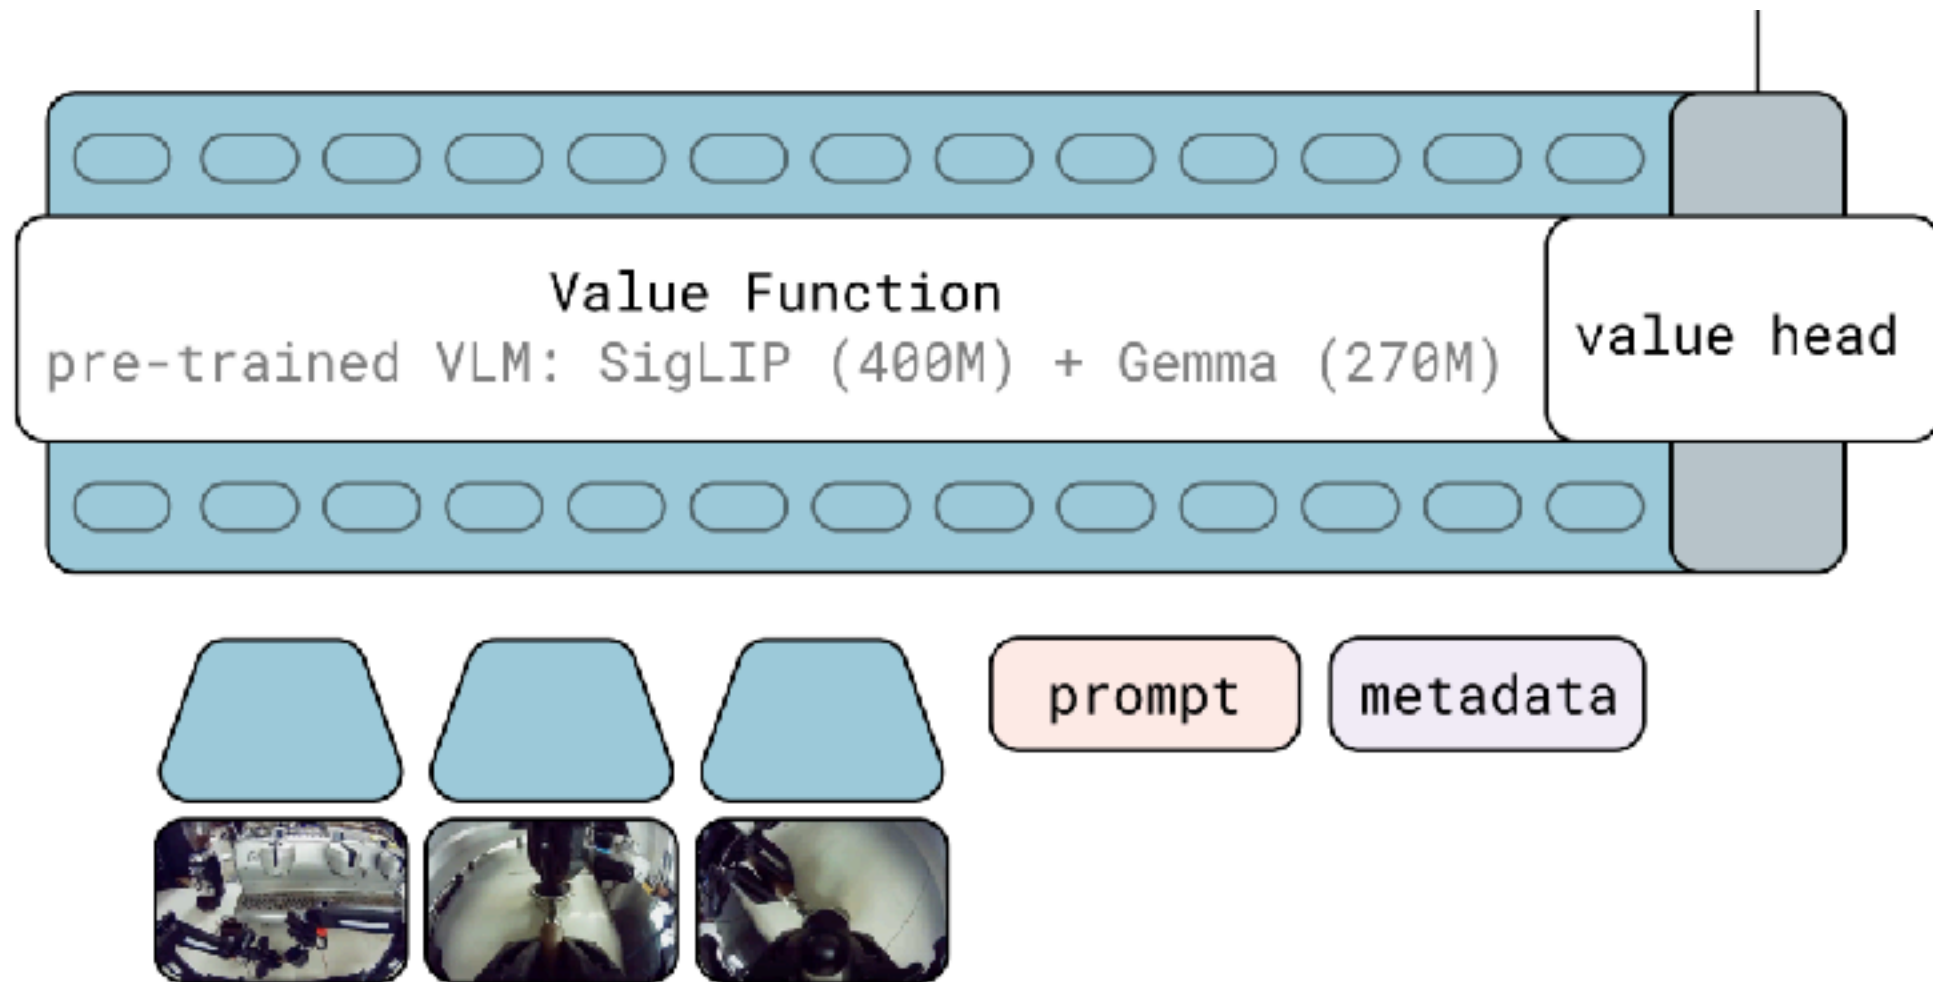 Value Function
pre-trained VLM: SigLIP (400M) + Gemma (270M)
value head
prompt
metadata